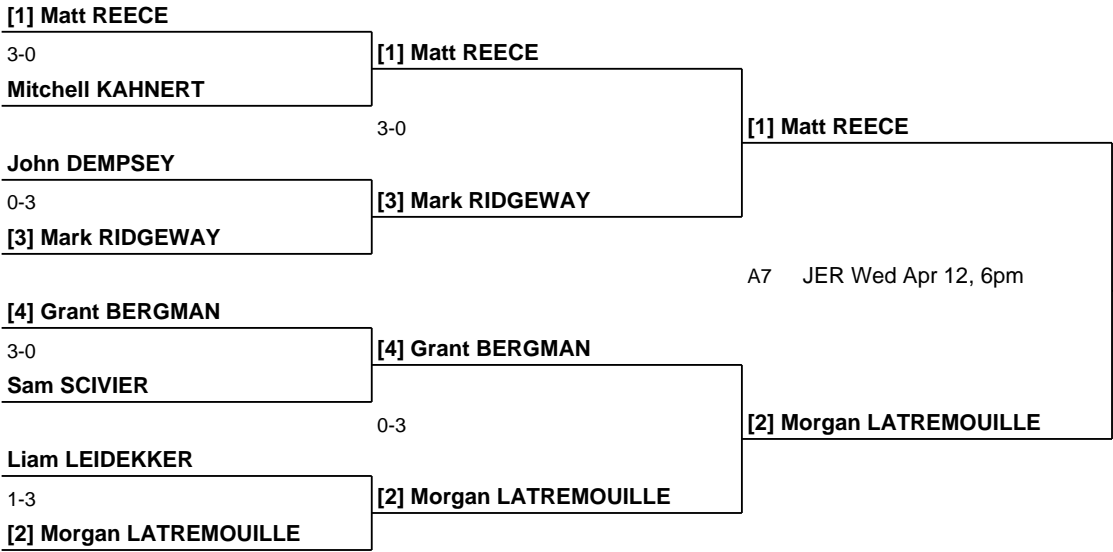 [1] Matt REECE
3-0
[1] Matt REECE
Mitchell KAHNERT
3-0
[1] Matt REECE
John DEMPSEY
0-3
[3] Mark RIDGEWAY
[3] Mark RIDGEWAY
A7 JER Wed Apr 12, 6pm
[4] Grant BERGMAN
3-0
[4] Grant BERGMAN
Sam SCIVIER
0-3
[2] Morgan LATREMOUILLE
Liam LEIDEKKER
1-3
[2] Morgan LATREMOUILLE
[2] Morgan LATREMOUILLE